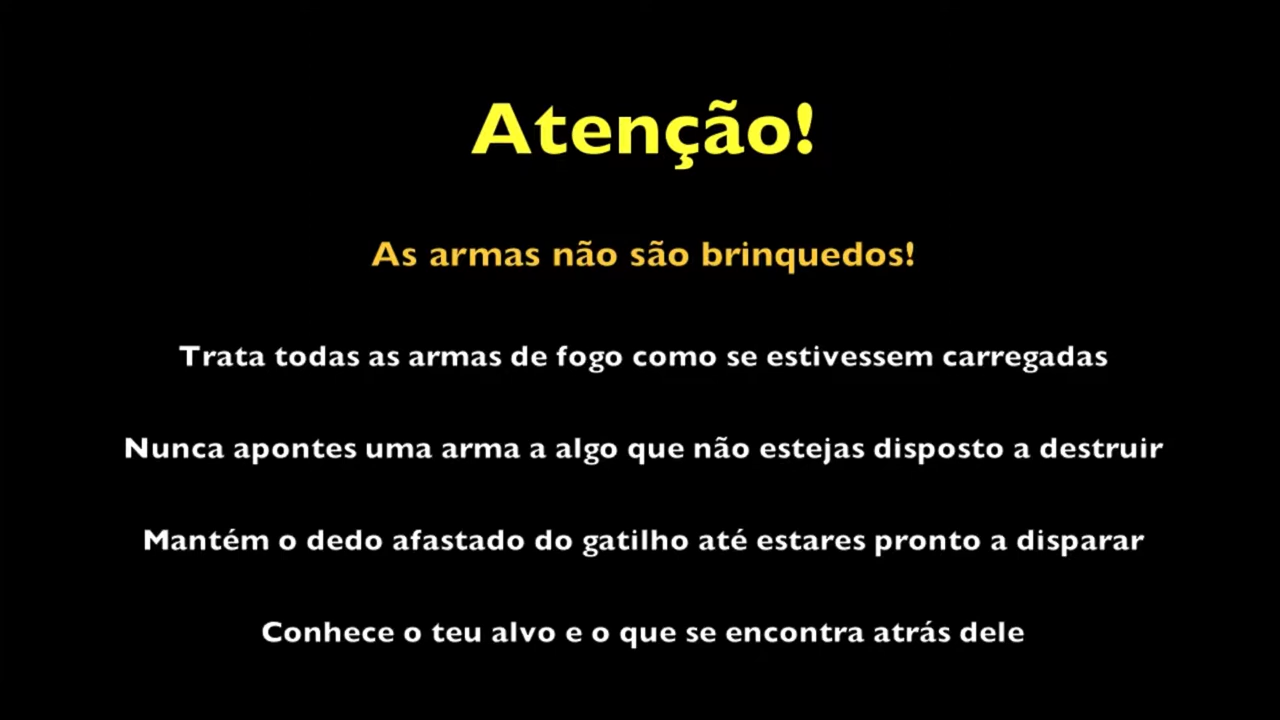 Atenção!
As armas não são brinquedos!
Trata todas as armas de fogo como se estivessem carregadas
Nunca apontes uma arma a algo que não estejas disposto a destruir
Mantém o dedo afastado do gatilho até estares pronto a disparar
Conhece o teu alvo e o que se encontra atrás dele